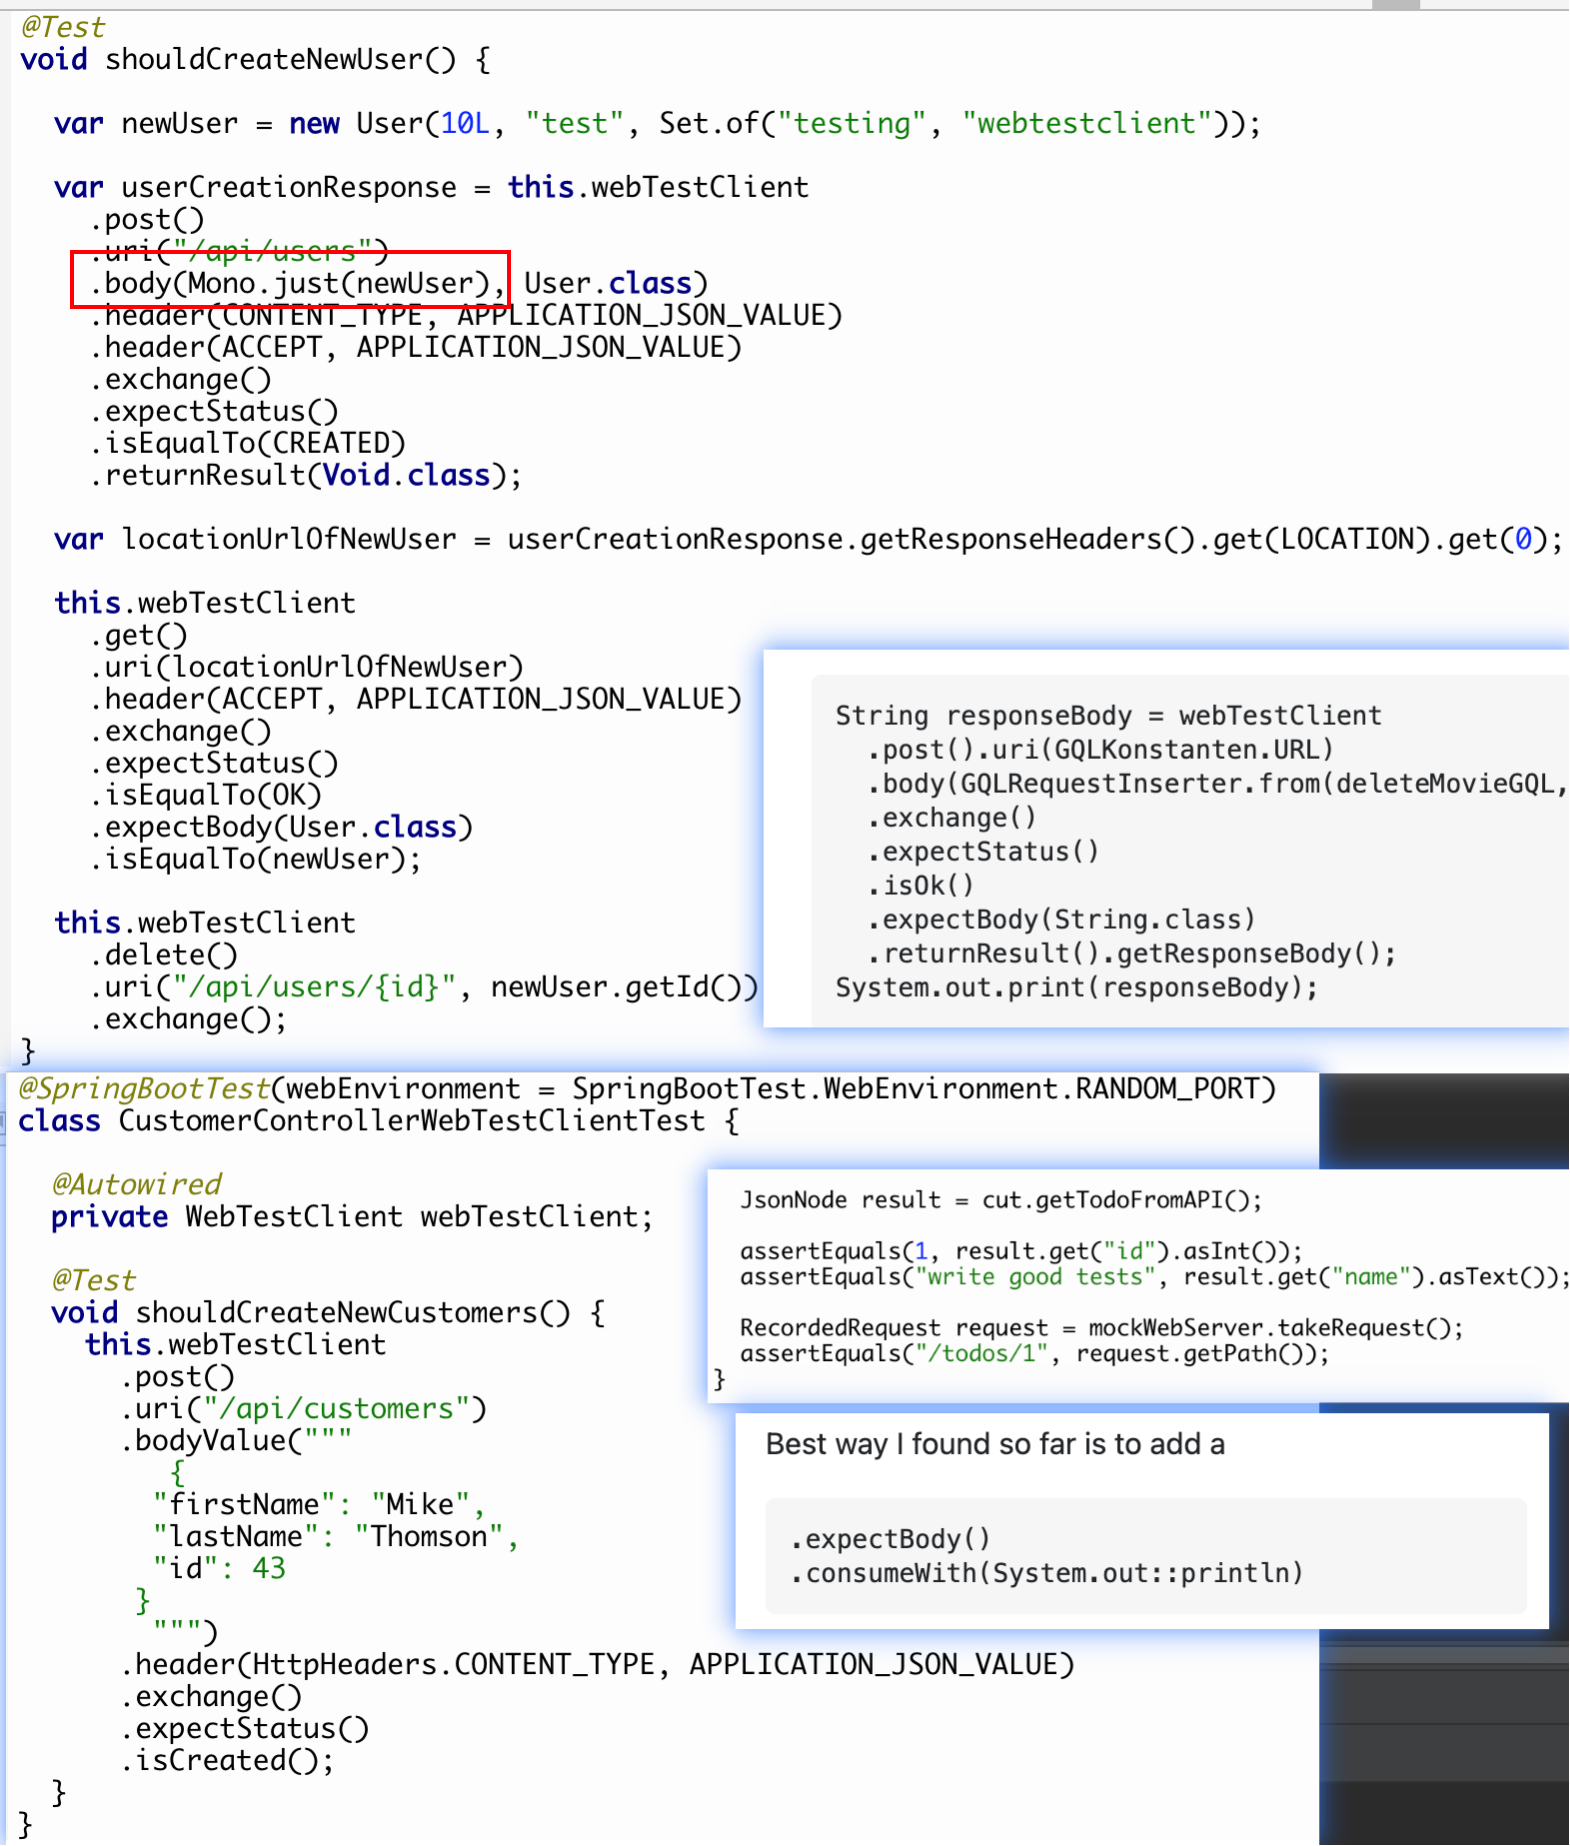 @Test
void shouldCreateNewUser() {
  var newUser = new User(10L, "test", Set.of("testing", "webtestclient"));
  var userCreationResponse = this.webTestClient
    .post()
    .uri("/api/users")
    .body(Mono.just(newUser), User.class)
    .header(CONTENT_TYPE, APPLICATION_JSON_VALUE)
    .header(ACCEPT, APPLICATION_JSON_VALUE)
    .exchange()
    .expectStatus()
    .isEqualTo(CREATED)
    .returnResult(Void.class);
  var locationUrlOfNewUser = userCreationResponse.getResponseHeaders().get(LOCATION).get(0);
  this.webTestClient
    .get()
    .uri(locationUrlOfNewUser)
    .header(ACCEPT, APPLICATION_JSON_VALUE)
    .exchange()
    .expectStatus()
    .isEqualTo(OK)
    .expectBody(User.class)
    .isEqualTo(newUser);
  this.webTestClient
    .delete()
    .uri("/api/users/{id}", newUser.getId())
    .exchange();
}
String responseBody = webTestClient
  .post().uri(GQLKonstanten.URL)
  .body(GQLRequestInserter.from(deleteMovieGQL,
  .exchange()
  .expectStatus()
  .isOk()
  .expectBody(String.class)
  .returnResult().getResponseBody();
System.out.print(responseBody);
@SpringBootTest(webEnvironment = SpringBootTest.WebEnvironment.RANDOM_PORT)
class CustomerControllerWebTestClientTest {
  @Autowired
  private WebTestClient webTestClient;
  @Test
  void shouldCreateNewCustomers() {
    this.webTestClient
      .post()
      .uri("/api/customers")
      .bodyValue("""
         {
        "firstName": "Mike",
        "lastName": "Thomson",
        "id": 43
       }
        """)
      .header(HttpHeaders.CONTENT_TYPE, APPLICATION_JSON_VALUE)
      .exchange()
      .expectStatus()
      .isCreated();
  }
}
  JsonNode result = cut.getTodoFromAPI();
  assertEquals(1, result.get("id").asInt());
  assertEquals("write good tests", result.get("name").asText());
  RecordedRequest request = mockWebServer.takeRequest();
  assertEquals("/todos/1", request.getPath());
}
Best way I found so far is to add a
.expectBody()
.consumeWith(System.out::println)